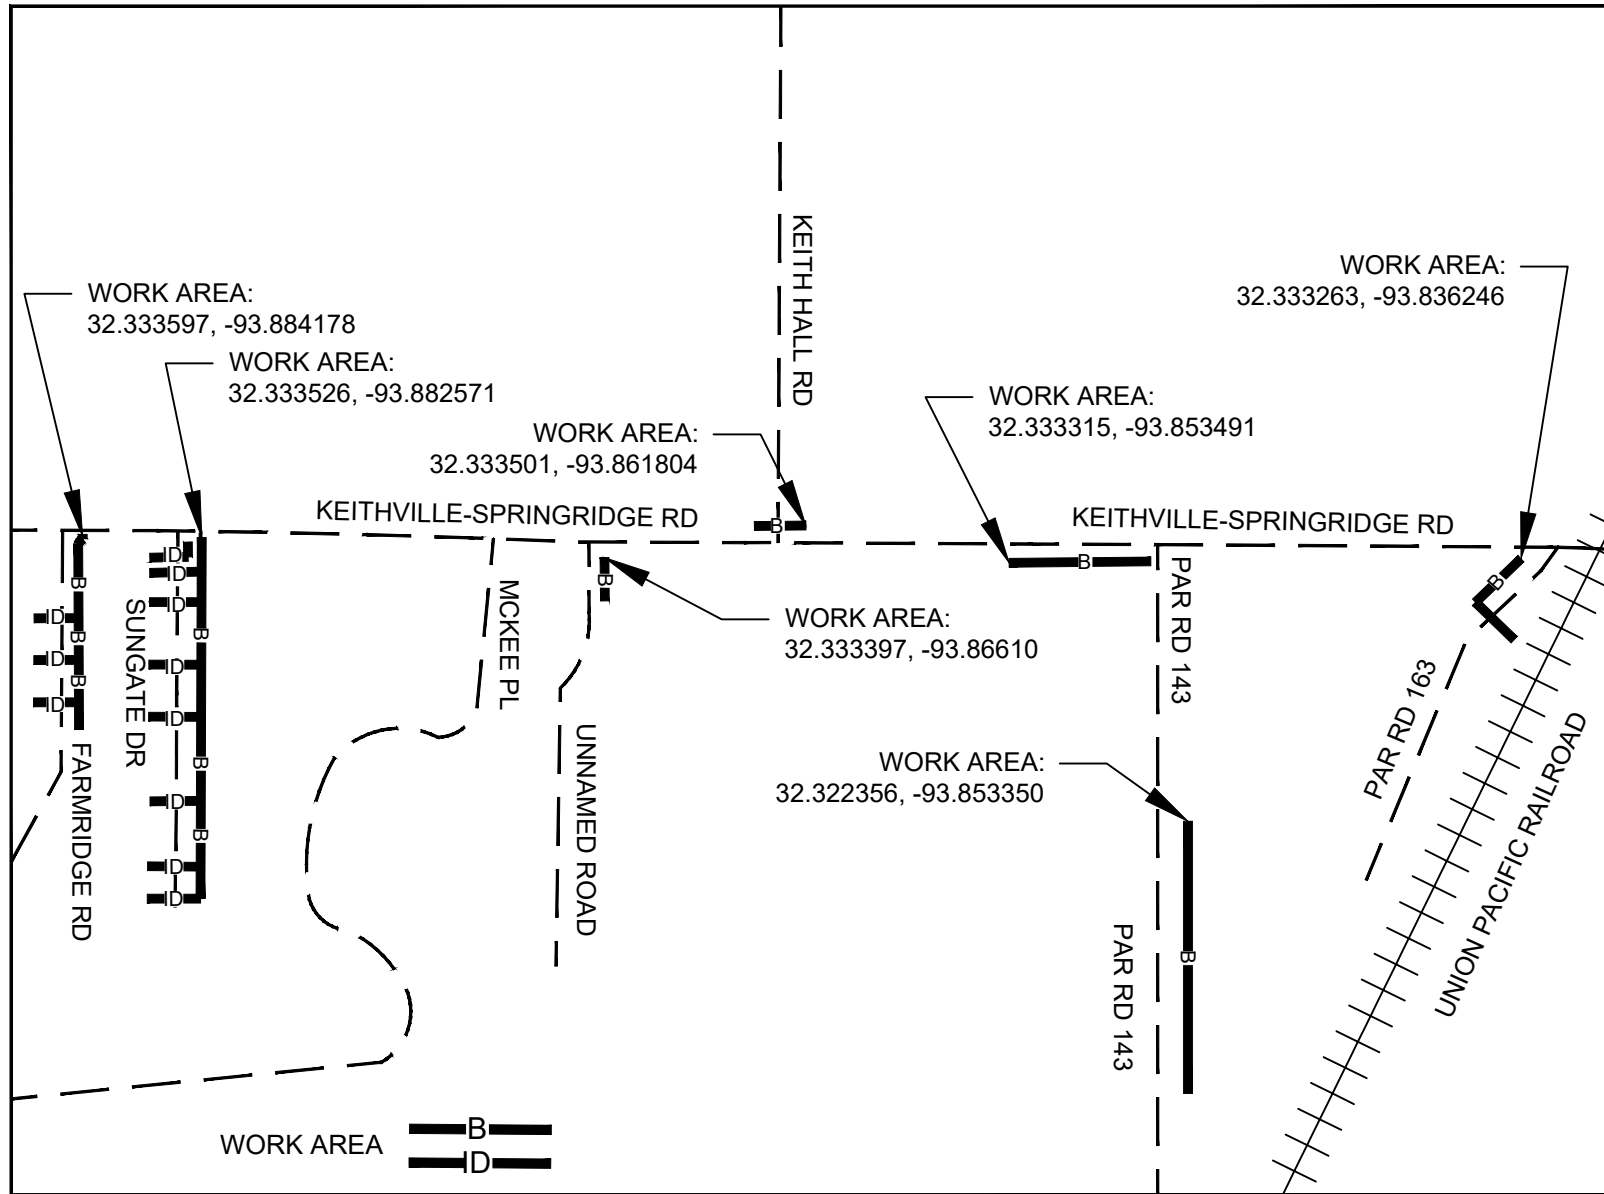 KEITH HALL RD
WORK AREA:
32.333597, -93.884178
WORK AREA:
32.333526, -93.882571
WORK AREA:
32.333501, -93.861804
WORK AREA:
32.333315, -93.853491
WORK AREA:
32.333263, -93.836246
KEITHVILLE-SPRINGRIDGE RD
KEITHVILLE-SPRINGRIDGE RD
B
B
B
B
ID
ID
ID
B
B
ID
ID
ID
ID
ID
ID
ID
ID
B
B
B
SUNGATE DR
FARMRIDGE RD
MCKEE PL
B
UNNAMED ROAD
WORK AREA:
32.333397, -93.86610
PAR RD 143
WORK AREA:
32.322356, -93.853350
B
PAR RD 143
PAR RD 163
UNION PACIFIC RAILROAD
WORK AREA
B
ID